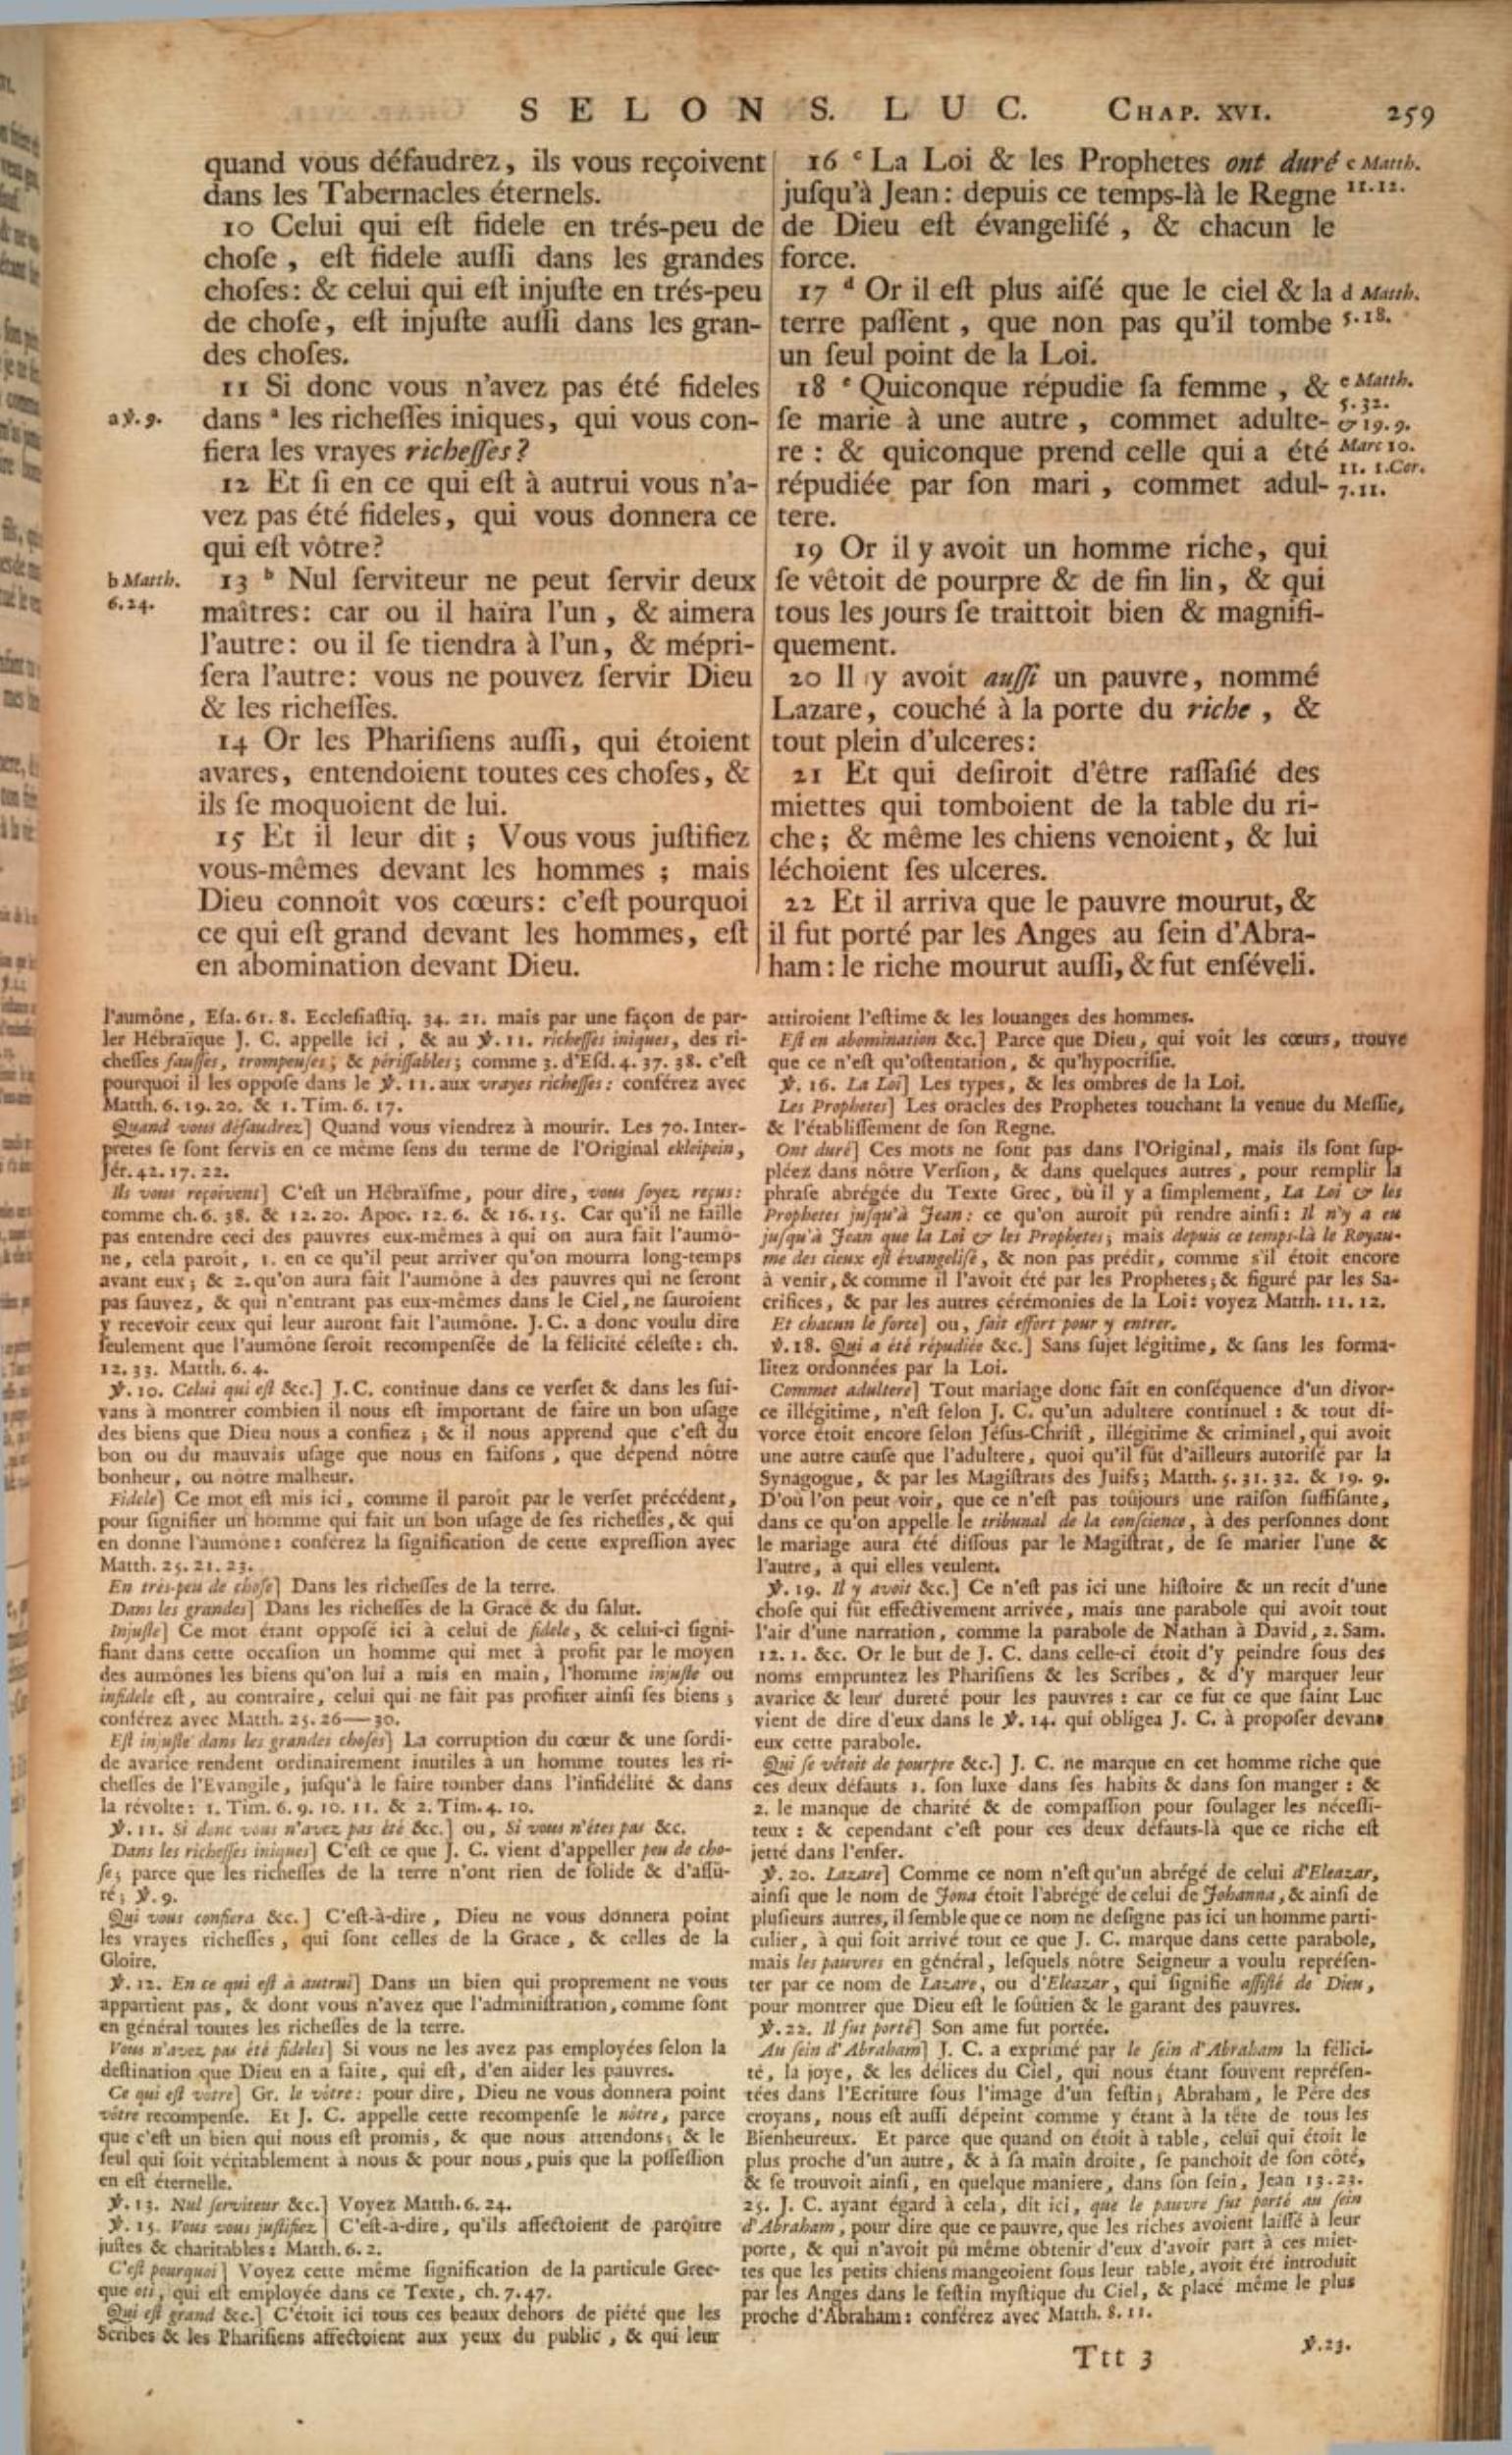 SELON S. LUC. CHAP. XVI. 259
quand vous défaudrez, ils vous reçoivent
dans les Tabernacles éternels.
10 Celui qui eſt fidele en trés-peu de
choſe, eſt fidele auſſi dans les grandes
choſes: & celui qui eſt injuſte en trés-peu
de choſe, eſt injuſte auſſi dans les gran-
des choſes.
11 Si donc vous n'avez pas été fideles
a ℣. 9.
dans ª les richeſſes iniques, qui vous con-
fiera les vrayes richeſſes?
12 Et ſi en ce qui eſt à autrui vous n'a-
vez pas été fideles, qui vous donnera ce
qui eſt vôtre?
b Matth.
6.24.
13 ᵇ Nul ſerviteur ne peut ſervir deux
maîtres: car ou il haïra l'un, & aimera
l'autre: ou il ſe tiendra à l'un, & mépri-
ſera l'autre: vous ne pouvez ſervir Dieu
& les richeſſes.
14 Or les Phariſiens auſſi, qui étoient
avares, entendoient toutes ces choſes, &
ils ſe moquoient de lui.
15 Et il leur dit; Vous vous juſtifiez
vous-mêmes devant les hommes; mais
Dieu connoît vos cœurs: c'eſt pourquoi
ce qui eſt grand devant les hommes, eſt
en abomination devant Dieu.
16 ᶜ La Loi & les Prophetes ont duré
juſqu'à Jean: depuis ce temps-là le Regne
de Dieu eſt évangeliſé, & chacun le
force.
c Matth.
11.12.
17 ᵈ Or il eſt plus aiſé que le ciel & la
terre paſſent, que non pas qu'il tombe
un ſeul point de la Loi.
d Matth.
5.18.
18 ᵉ Quiconque répudie ſa femme, &
ſe marie à une autre, commet adulte-
re: & quiconque prend celle qui a été
répudiée par ſon mari, commet adul-
tere.
e Matth.
5.32.
& 19.9.
Marc 10.
11. 1.Cor.
7.11.
19 Or il y avoit un homme riche, qui
ſe vêtoit de pourpre & de fin lin, & qui
tous les jours ſe traittoit bien & magnifi-
quement.
20 Il y avoit auſſi un pauvre, nommé
Lazare, couché à la porte du riche, &
tout plein d'ulceres:
21 Et qui deſiroit d'être raſſaſié des
miettes qui tomboient de la table du ri-
che; & même les chiens venoient, & lui
léchoient ſes ulceres.
22 Et il arriva que le pauvre mourut, &
il fut porté par les Anges au ſein d'Abra-
ham: le riche mourut auſſi, & fut enſéveli.
l'aumône, Eſa. 61. 8. Eccleſiaſtiq. 34. 21. mais par une façon de par-
ler Hébraïque J. C. appelle ici, & au ℣. 11. richeſſes iniques, des ri-
cheſſes fauſſes, trompeuſes, & périſſables; comme 3. d'Eſd. 4. 37. 38. c'eſt
pourquoi il les oppoſe dans le ℣. 11. aux vrayes richeſſes: conférez avec
Matth. 6. 19. 20. & 1. Tim. 6. 17.
Quand vous défaudrez] Quand vous viendrez à mourir. Les 70. Inter-
pretes ſe ſont ſervis en ce même ſens du terme de l'Original ekleipein,
Jér. 42. 17. 22.
Ils vous reçoivent] C'eſt un Hébraïſme, pour dire, vous ſoyez reçus:
comme ch. 6. 38. & 12. 20. Apoc. 12. 6. & 16. 15. Car qu'il ne faille
pas entendre ceci des pauvres eux-mêmes à qui on aura fait l'aumô-
ne, cela paroît, 1. en ce qu'il peut arriver qu'on mourra long-temps
avant eux; & 2. qu'on aura fait l'aumône à des pauvres qui ne ſeront
pas ſauvez, & qui n'entrant pas eux-mêmes dans le Ciel, ne ſauroient
y recevoir ceux qui leur auront fait l'aumône. J. C. a donc voulu dire
ſeulement que l'aumône ſeroit recompenſée de la félicité céleſte: ch.
12. 33. Matth. 6. 4.
℣. 10. Celui qui eſt &c.] J. C. continue dans ce verſet & dans les ſui-
vans à montrer combien il nous eſt important de faire un bon uſage
des biens que Dieu nous a confiez; & il nous apprend que c'eſt du
bon ou du mauvais uſage que nous en faiſons, que dépend nôtre
bonheur, ou nôtre malheur.
Fidele] Ce mot eſt mis ici, comme il paroît par le verſet précédent,
pour ſignifier un homme qui fait un bon uſage de ſes richeſſes, & qui
en donne l'aumône: conférez la ſignification de cette expreſſion avec
Matth. 25. 21. 23.
En trés-peu de choſe] Dans les richeſſes de la terre.
Dans les grandes] Dans les richeſſes de la Grace & du ſalut.
Injuſte] Ce mot étant oppoſé ici à celui de fidele, & celui-ci ſigni-
fiant dans cette occaſion un homme qui met à profit par le moyen
des aumônes les biens qu'on lui a mis en main, l'homme injuſte ou
infidele eſt, au contraire, celui qui ne fait pas profiter ainſi ſes biens;
conférez avec Matth. 25. 26—30.
Eſt injuſte dans les grandes choſes] La corruption du cœur & une ſordi-
de avarice rendent ordinairement inutiles à un homme toutes les ri-
cheſſes de l'Evangile, juſqu'à le faire tomber dans l'infidélité & dans
la révolte: 1. Tim. 6. 9. 10. 11. & 2. Tim. 4. 10.
℣. 11. Si donc vous n'avez pas été &c.] ou, Si vous n'êtes pas &c.
Dans les richeſſes iniques] C'eſt ce que J. C. vient d'appeller peu de cho-
ſe; parce que les richeſſes de la terre n'ont rien de ſolide & d'aſſu-
ré; ℣. 9.
Qui vous confiera &c.] C'eſt-à-dire, Dieu ne vous donnera point
les vrayes richeſſes, qui ſont celles de la Grace, & celles de la
Gloire.
℣. 12. En ce qui eſt à autrui] Dans un bien qui proprement ne vous
appartient pas, & dont vous n'avez que l'adminiſtration, comme ſont
en général toutes les richeſſes de la terre.
Vous n'avez pas été fideles] Si vous ne les avez pas employées ſelon la
deſtination que Dieu en a faite, qui eſt, d'en aider les pauvres.
Ce qui eſt vôtre] Gr. le vôtre: pour dire, Dieu ne vous donnera point
vôtre recompenſe. Et J. C. appelle cette recompenſe le nôtre, parce
que c'eſt un bien qui nous eſt promis, & que nous attendons; & le
ſeul qui ſoit véritablement à nous & pour nous, puis que la poſſeſſion
en eſt éternelle.
℣. 13. Nul ſerviteur &c.] Voyez Matth. 6. 24.
℣. 15. Vous vous juſtifiez] C'eſt-à-dire, qu'ils affectoient de paroître
juſtes & charitables: Matth. 6. 2.
C'eſt pourquoi] Voyez cette même ſignification de la particule Grec-
que oti, qui eſt employée dans ce Texte, ch. 7. 47.
Qui eſt grand &c.] C'étoit ici tous ces beaux dehors de piété que les
Scribes & les Phariſiens affectoient aux yeux du public, & qui leur
attiroient l'eſtime & les louanges des hommes.
Eſt en abomination &c.] Parce que Dieu, qui voit les cœurs, trouve
que ce n'eſt qu'oſtentation, & qu'hypocriſie.
℣. 16. La Loi] Les types, & les ombres de la Loi.
Les Prophetes] Les oracles des Prophetes touchant la venue du Meſſie,
& l'établiſſement de ſon Regne.
Ont duré] Ces mots ne ſont pas dans l'Original, mais ils ſont ſup-
pléez dans nôtre Verſion, & dans quelques autres, pour remplir la
phraſe abrégée du Texte Grec, où il y a ſimplement, La Loi & les
Prophetes juſqu'à Jean: ce qu'on auroit pû rendre ainſi: Il n'y a eu
juſqu'à Jean que la Loi & les Prophetes; mais depuis ce temps-là le Royau-
me des cieux eſt évangeliſé, & non pas prédit, comme s'il étoit encore
à venir, & comme il l'avoit été par les Prophetes; & figuré par les Sa-
crifices, & par les autres cérémonies de la Loi: voyez Matth. 11. 12.
Et chacun le force] ou, fait effort pour y entrer.
℣. 18. Qui a été répudiée &c.] Sans ſujet légitime, & ſans les forma-
litez ordonnées par la Loi.
Commet adultere] Tout mariage donc fait en conſéquence d'un divor-
ce illégitime, n'eſt ſelon J. C. qu'un adultere continuel: & tout di-
vorce étoit encore ſelon Jéſus-Chriſt, illégitime & criminel, qui avoit
une autre cauſe que l'adultere, quoi qu'il fût d'ailleurs autoriſé par la
Synagogue, & par les Magiſtrats des Juifs; Matth. 5. 31. 32. & 19. 9.
D'où l'on peut voir, que ce n'eſt pas toûjours une raiſon ſuffiſante,
dans ce qu'on appelle le tribunal de la conſcience, à des perſonnes dont
le mariage aura été diſſous par le Magiſtrat, de ſe marier l'une &
l'autre, à qui elles veulent.
℣. 19. Il y avoit &c.] Ce n'eſt pas ici une hiſtoire & un recit d'une
choſe qui fût effectivement arrivée, mais une parabole qui avoit tout
l'air d'une narration, comme la parabole de Nathan à David, 2. Sam.
12. 1. &c. Or le but de J. C. dans celle-ci étoit d'y peindre ſous des
noms empruntez les Phariſiens & les Scribes, & d'y marquer leur
avarice & leur dureté pour les pauvres: car ce fut ce que ſaint Luc
vient de dire d'eux dans le ℣. 14. qui obligea J. C. à propoſer devant
eux cette parabole.
Qui ſe vêtoit de pourpre &c.] J. C. ne marque en cet homme riche que
ces deux défauts 1. ſon luxe dans ſes habits & dans ſon manger: &
2. le manque de charité & de compaſſion pour ſoulager les néceſſi-
teux: & cependant c'eſt pour ces deux défauts-là que ce riche eſt
jetté dans l'enfer.
℣. 20. Lazare] Comme ce nom n'eſt qu'un abrégé de celui d'Eleazar,
ainſi que le nom de Jona étoit l'abrégé de celui de Johanna, & ainſi de
pluſieurs autres, il ſemble que ce nom ne deſigne pas ici un homme parti-
culier, à qui ſoit arrivé tout ce que J. C. marque dans cette parabole,
mais les pauvres en général, leſquels nôtre Seigneur a voulu repréſen-
ter par ce nom de Lazare, ou d'Eleazar, qui ſignifie aſſiſté de Dieu,
pour montrer que Dieu eſt le ſoûtien & le garant des pauvres.
℣. 22. Il fut porté] Son ame fut portée.
Au ſein d'Abraham] J. C. a exprimé par le ſein d'Abraham la félici-
té, la joye, & les délices du Ciel, qui nous étant ſouvent repréſen-
tées dans l'Ecriture ſous l'image d'un feſtin; Abraham, le Pére des
croyans, nous eſt auſſi dépeint comme y étant à la tête de tous les
Bienheureux. Et parce que quand on étoit à table, celui qui étoit le
plus proche d'un autre, & à ſa main droite, ſe panchoit de ſon côté,
& ſe trouvoit ainſi, en quelque maniere, dans ſon ſein, Jean 13. 23.
25. J. C. ayant égard à cela, dit ici, que le pauvre fut porté au ſein
d'Abraham, pour dire que ce pauvre, que les riches avoient laiſſé à leur
porte, & qui n'avoit pû même obtenir d'eux d'avoir part à ces miet-
tes que les petits chiens mangeoient ſous leur table, avoit été introduit
par les Anges dans le feſtin myſtique du Ciel, & placé même le plus
proche d'Abraham: conférez avec Matth. 8. 11.
Ttt 3
℣. 23.